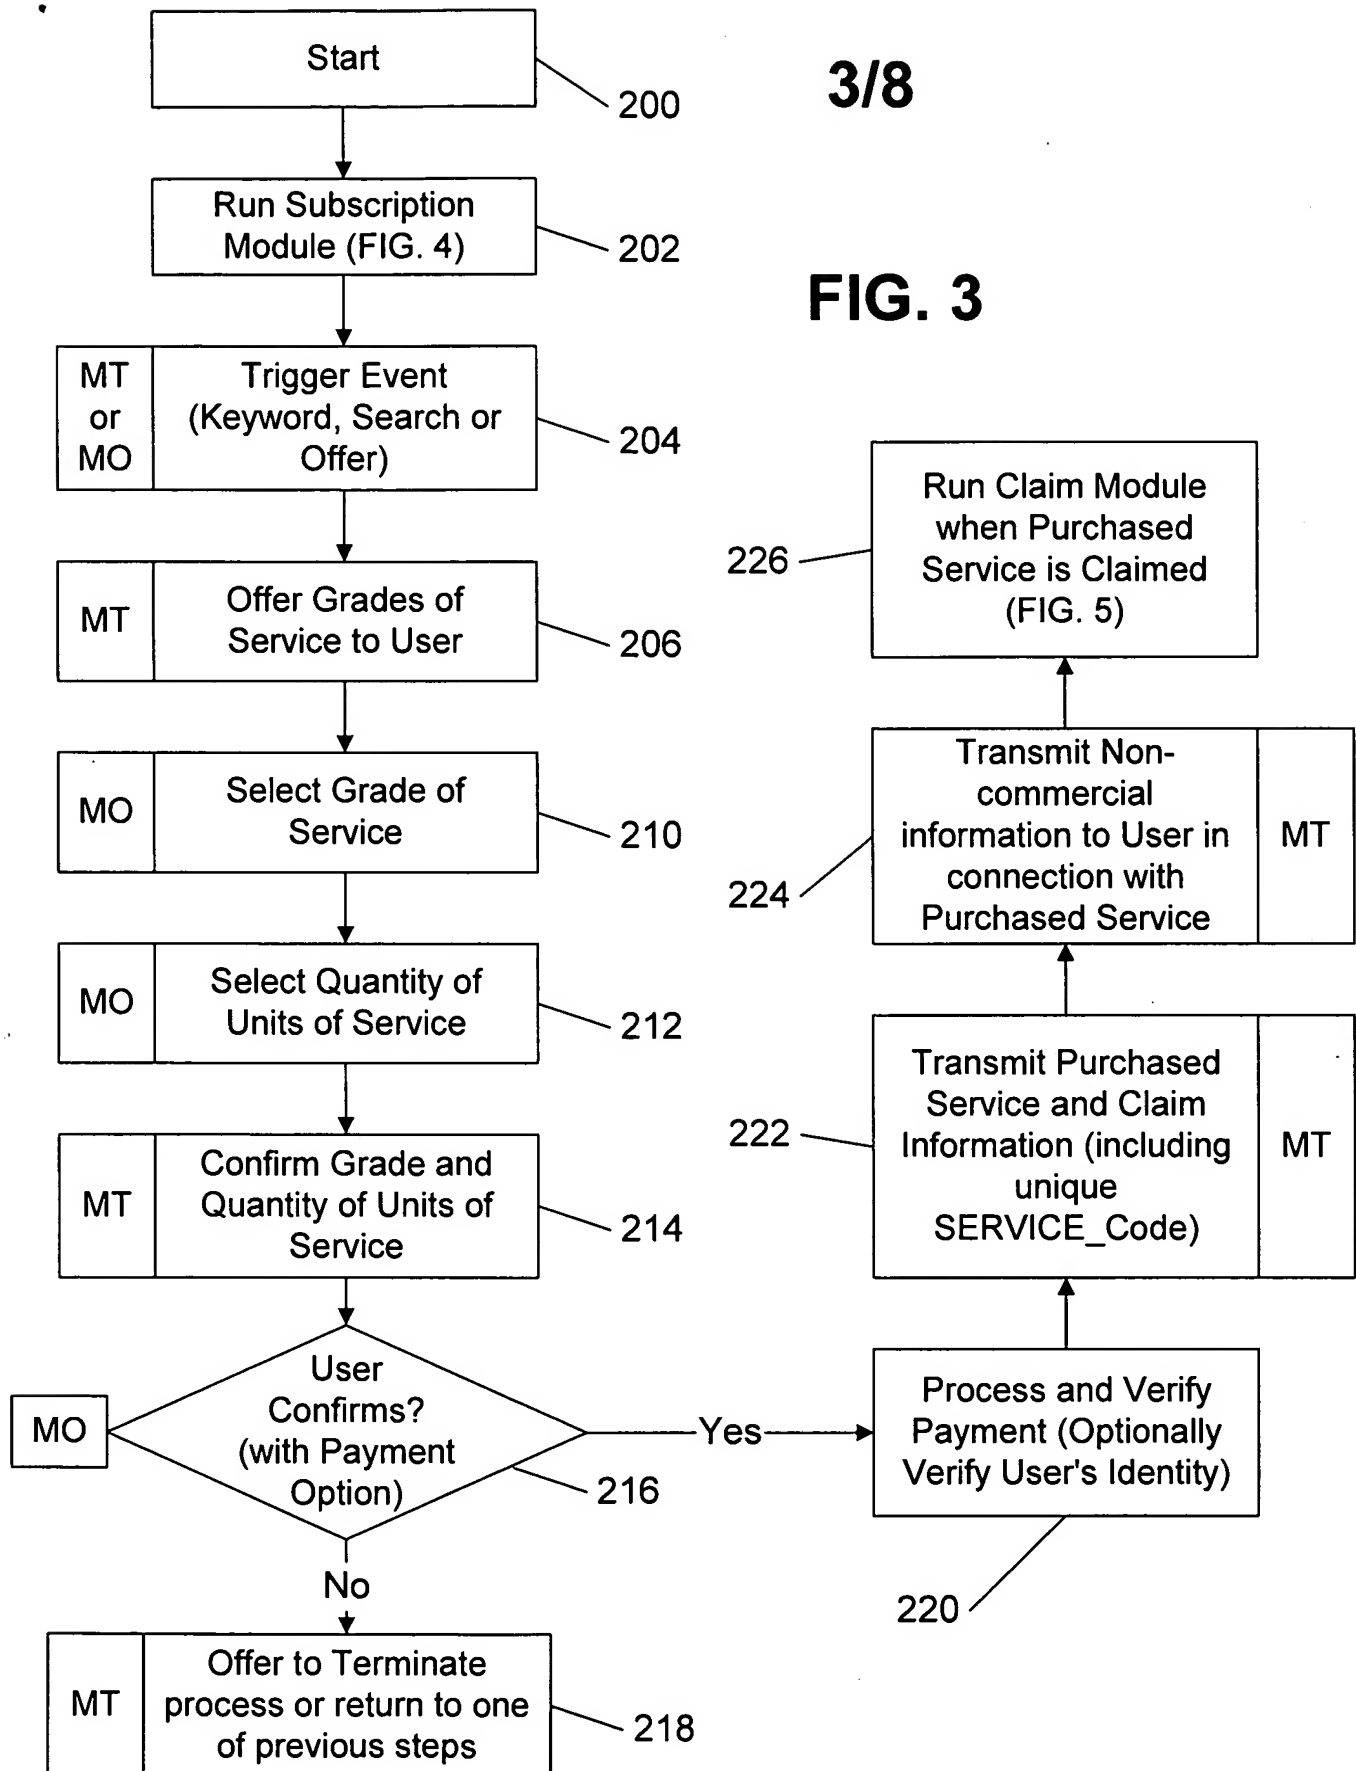 Start
200
3/8
Run Subscription
Module (FIG. 4)
202
FIG. 3
MT
or
MO
Trigger Event
(Keyword, Search or
Offer)
204
MT
Offer Grades of
Service to User
206
MO
Select Grade of
Service
210
MO
Select Quantity of
Units of Service
212
MT
Confirm Grade and
Quantity of Units of
Service
214
MO
User
Confirms?
(with Payment
Option)
216
Yes
No
MT
Offer to Terminate
process or return to one
of previous steps
218
Process and Verify
Payment (Optionally
Verify User's Identity)
220
Transmit Purchased
Service and Claim
Information (including
unique
SERVICE_Code)
MT
222
Transmit Non-
commercial
information to User in
connection with
Purchased Service
MT
224
Run Claim Module
when Purchased
Service is Claimed
(FIG. 5)
226